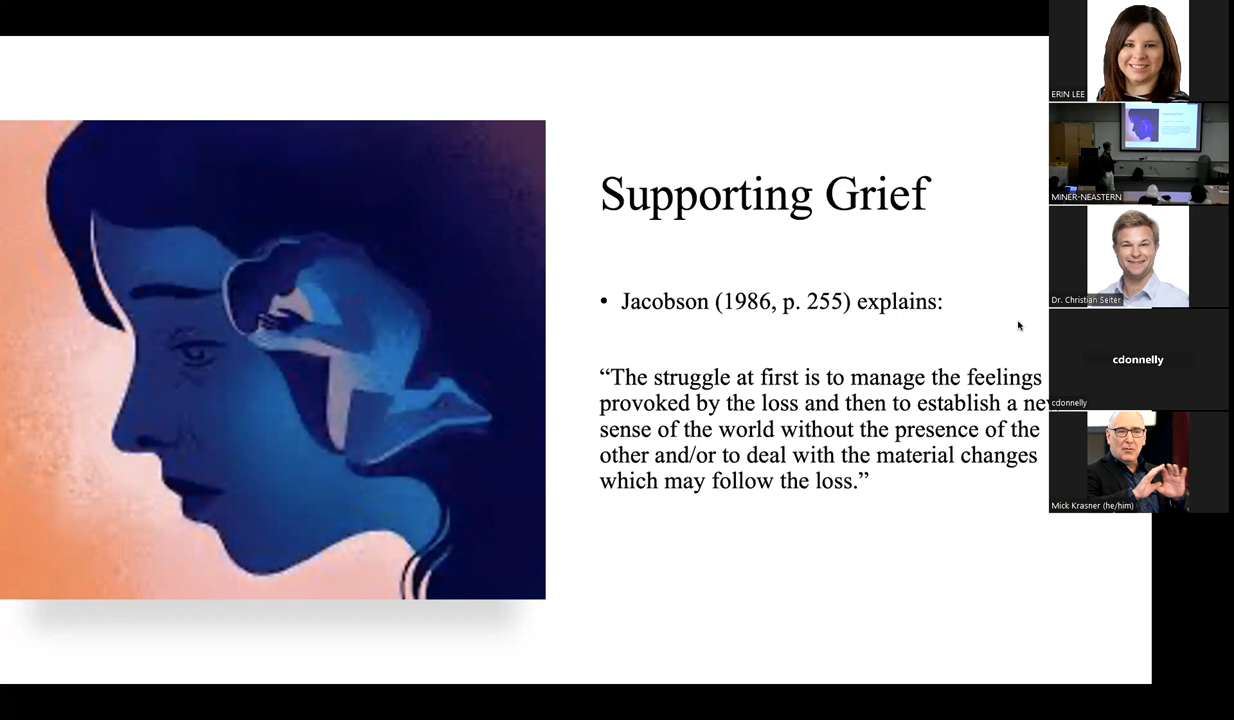 Supporting Grief
• Jacobson (1986, p. 255) explains:
“The struggle at first is to manage the feelings
provoked by the loss and then to establish a
sense of the world without the presence of the
other and/or to deal with the material changes
which may follow the loss.”
ERIN LEE
MINER-NEASTERN
Dr. Christian Seiter
cdonnelly
cdonnelly
Mick Krasner (he/him)